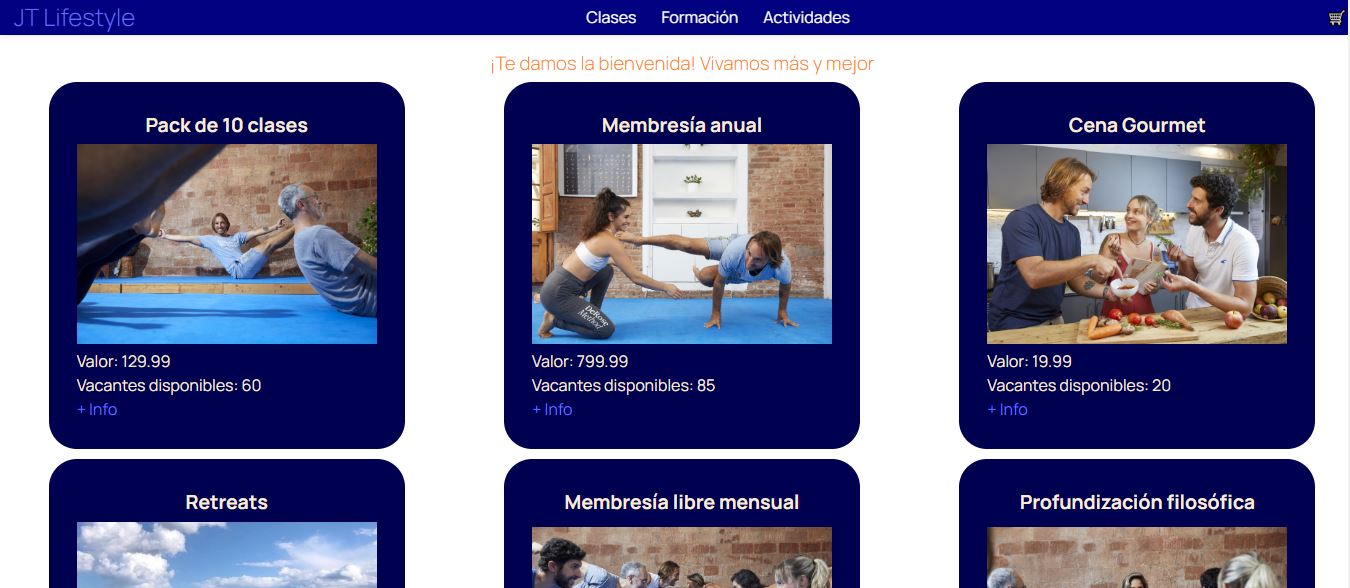 JT Lifestyle
Clases Formación Actividades
¡Te damos la bienvenida! Vivamos más y mejor
Pack de 10 clases
Valor: 129.99
Vacantes disponibles: 60
+ Info
Membresía anual
DeRose
Method
Valor: 799.99
Vacantes disponibles: 85
+ Info
Cena Gourmet
Valor: 19.99
Vacantes disponibles: 20
+ Info
Retreats
Membresía libre mensual
Profundización filosófica